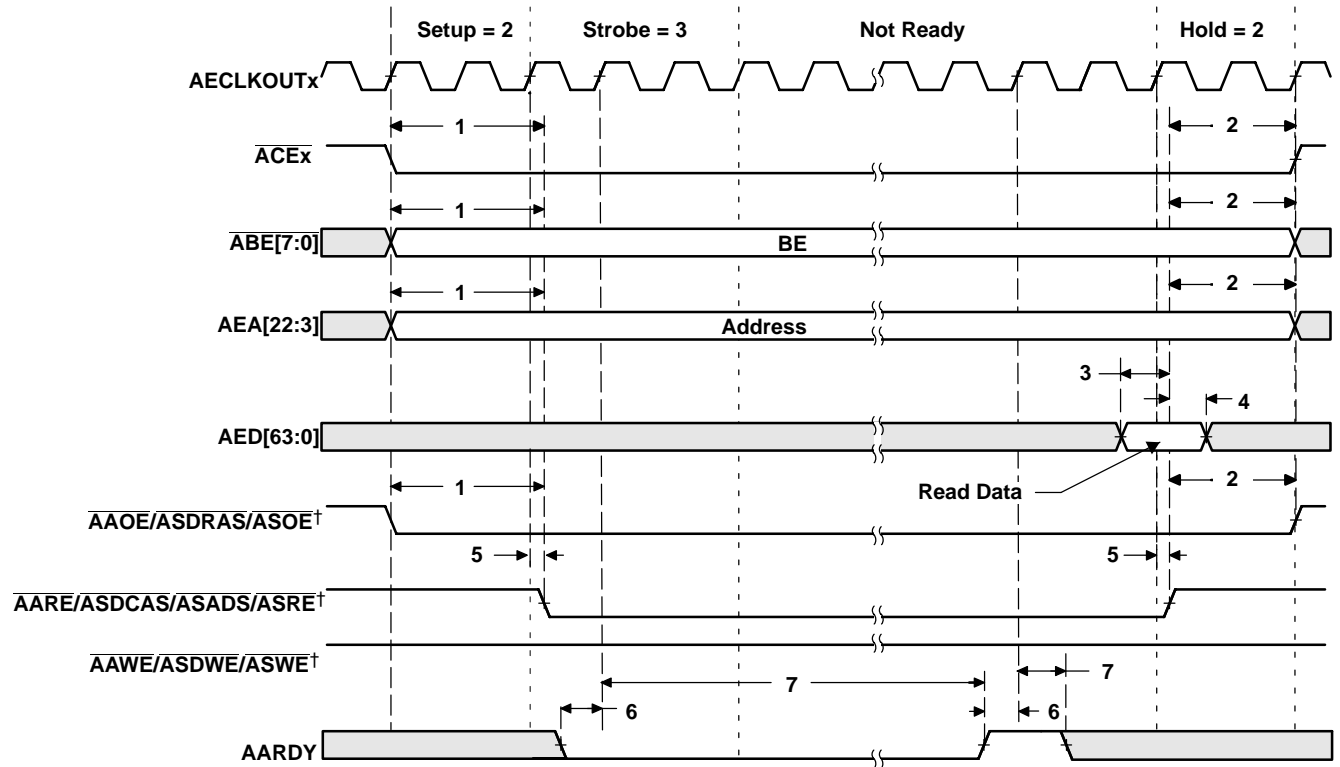 Setup = 2 Strobe = 3 Not Ready Hold = 2
AECLKOUTx
1 2
ACEx
1 2
ABE[7:0] BE
1 2
AEA[22:3] Address
3
4
AED[63:0]
1 Read Data 2
AAOE/ASDRAS/ASOE†
5 5
AARE/ASDCAS/ASADS/ASRE†
AAWE/ASDWE/ASWE†
7 7
6 6
AARDY